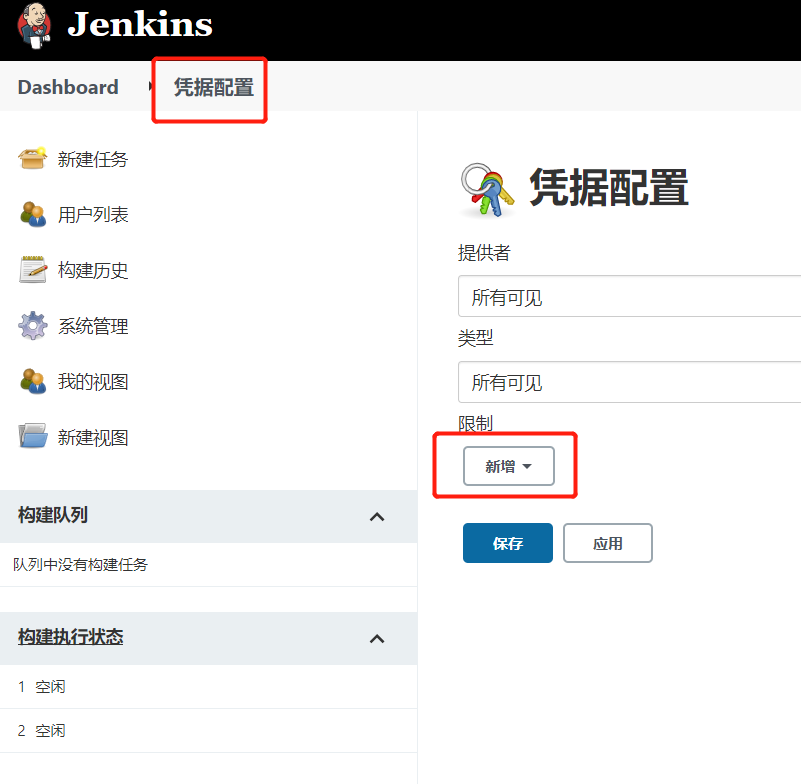 Jenkins
Dashboard 凭据配置
新建任务
用户列表
构建历史
系统管理
我的视图
新建视图
构建队列
队列中没有构建任务
构建执行状态
1 空闲
2 空闲
凭据配置
提供者
所有可见
类型
所有可见
限制
新增
保存 应用